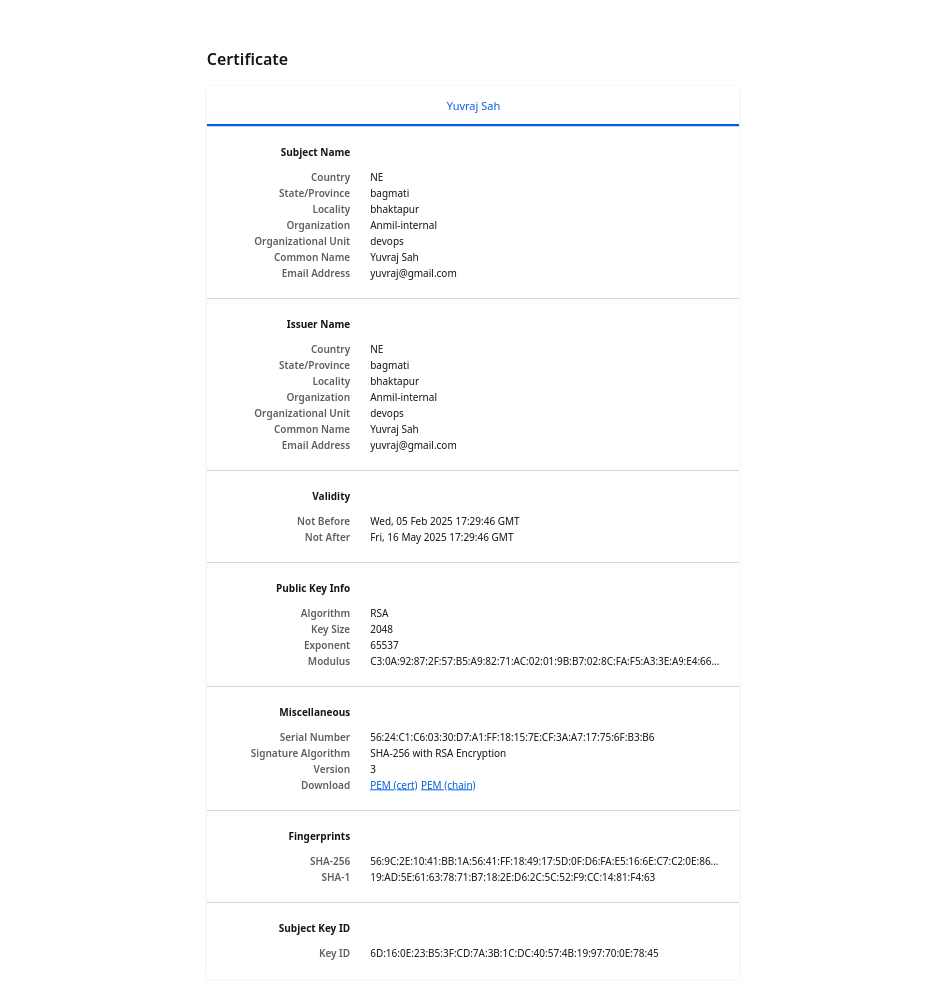 Certificate
Yuvraj Sah
Subject Name
Country NE
State/Province bagmati
Locality bhaktapur
Organization Anmil-internal
Organizational Unit devops
Common Name Yuvraj Sah
Email Address yuvraj@gmail.com
Issuer Name
Country NE
State/Province bagmati
Locality bhaktapur
Organization Anmil-internal
Organizational Unit devops
Common Name Yuvraj Sah
Email Address yuvraj@gmail.com
Validity
Not Before Wed, 05 Feb 2025 17:29:46 GMT
Not After Fri, 16 May 2025 17:29:46 GMT
Public Key Info
Algorithm RSA
Key Size 2048
Exponent 65537
Modulus C3:0A:92:87:2F:57:B5:A9:82:71:AC:02:01:9B:B7:02:8C:FA:F5:A3:3E:A9:E4:66...
Miscellaneous
Serial Number 56:24:C1:C6:03:30:D7:A1:FF:18:15:7E:CF:3A:A7:17:75:6F:B3:B6
Signature Algorithm SHA-256 with RSA Encryption
Version 3
Download PEM (cert) PEM (chain)
Fingerprints
SHA-256 56:9C:2E:10:41:BB:1A:56:41:FF:18:49:17:5D:0F:D6:FA:E5:16:6E:C7:C2:0E:86...
SHA-1 19:AD:5E:61:63:78:71:B7:18:2E:D6:2C:5C:52:F9:CC:14:81:F4:63
Subject Key ID
Key ID 6D:16:0E:23:B5:3F:CD:7A:3B:1C:DC:40:57:4B:19:97:70:0E:78:45